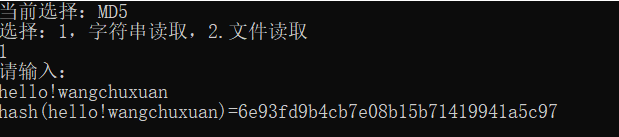 当前选择：MD5
选择：1，字符串读取，2.文件读取
1
请输入：
hello!wangchuxuan
hash(hello!wangchuxuan)=6e93fd9b4cb7e08b15b71419941a5c97